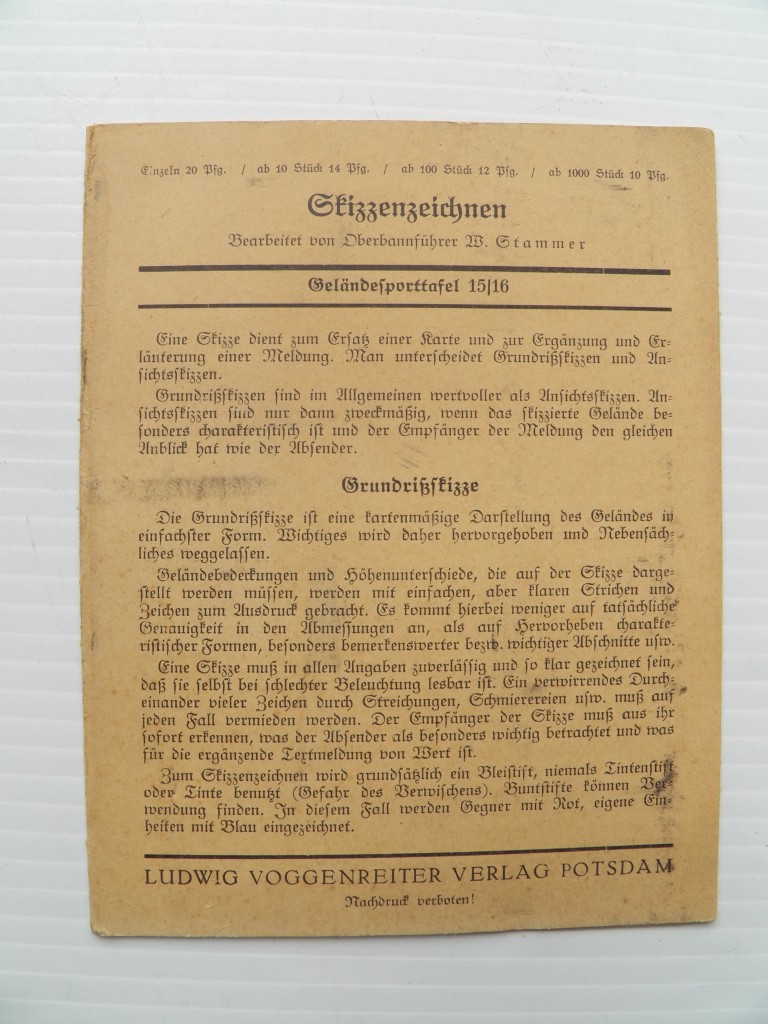 Einzeln 20 Pfg. / ab 10 Stück 14 Pfg. / ab 100 Stück 12 Pfg. / ab 1000 Stück 10 Pfg.
Skizzenzeichnen
Bearbeitet von Oberbannführer W. Stammer
Geländesporttafel 15|16
Eine Skizze dient zum Ersatz einer Karte und zur Ergänzung und Er-
läuterung einer Meldung. Man unterscheidet Grundrißskizzen und An-
sichtsskizzen.
Grundrißskizzen sind im Allgemeinen wertvoller als Ansichtsskizzen. An-
sichtsskizzen sind nur dann zweckmäßig, wenn das skizzierte Gelände be-
sonders charakteristisch ist und der Empfänger der Meldung den gleichen
Anblick hat wie der Absender.
Grundrißskizze
Die Grundrißskizze ist eine kartenmäßige Darstellung des Geländes in
einfachster Form. Wichtiges wird daher hervorgehoben und Nebensäch-
liches weggelassen.
Geländebedeckungen und Höhenunterschiede, die auf der Skizze darge-
stellt werden müssen, werden mit einfachen, aber klaren Strichen und
Zeichen zum Ausdruck gebracht. Es kommt hierbei weniger auf tatsächliche
Genauigkeit in den Abmessungen an, als auf Hervorheben charakte-
ristischer Formen, besonders bemerkenswerter bezw. wichtiger Abschnitte usw.
Eine Skizze muß in allen Angaben zuverlässig und so klar gezeichnet sein,
daß sie selbst bei schlechter Beleuchtung lesbar ist. Ein verwirrendes Durch-
einander vieler Zeichen durch Streichungen, Schmierereien usw. muß auf
jeden Fall vermieden werden. Der Empfänger der Skizze muß aus ihr
sofort erkennen, was der Absender als besonders wichtig betrachtet und was
für die ergänzende Textmeldung von Wert ist.
Zum Skizzenzeichnen wird grundsätzlich ein Bleistift, niemals Tintenstift
oder Tinte benutzt (Gefahr des Verwischens). Buntstifte können Ver-
wendung finden. In diesem Fall werden Gegner mit Rot, eigene Ein-
heiten mit Blau eingezeichnet.
LUDWIG VOGGENREITER VERLAG POTSDAM
Nachdruck verboten!